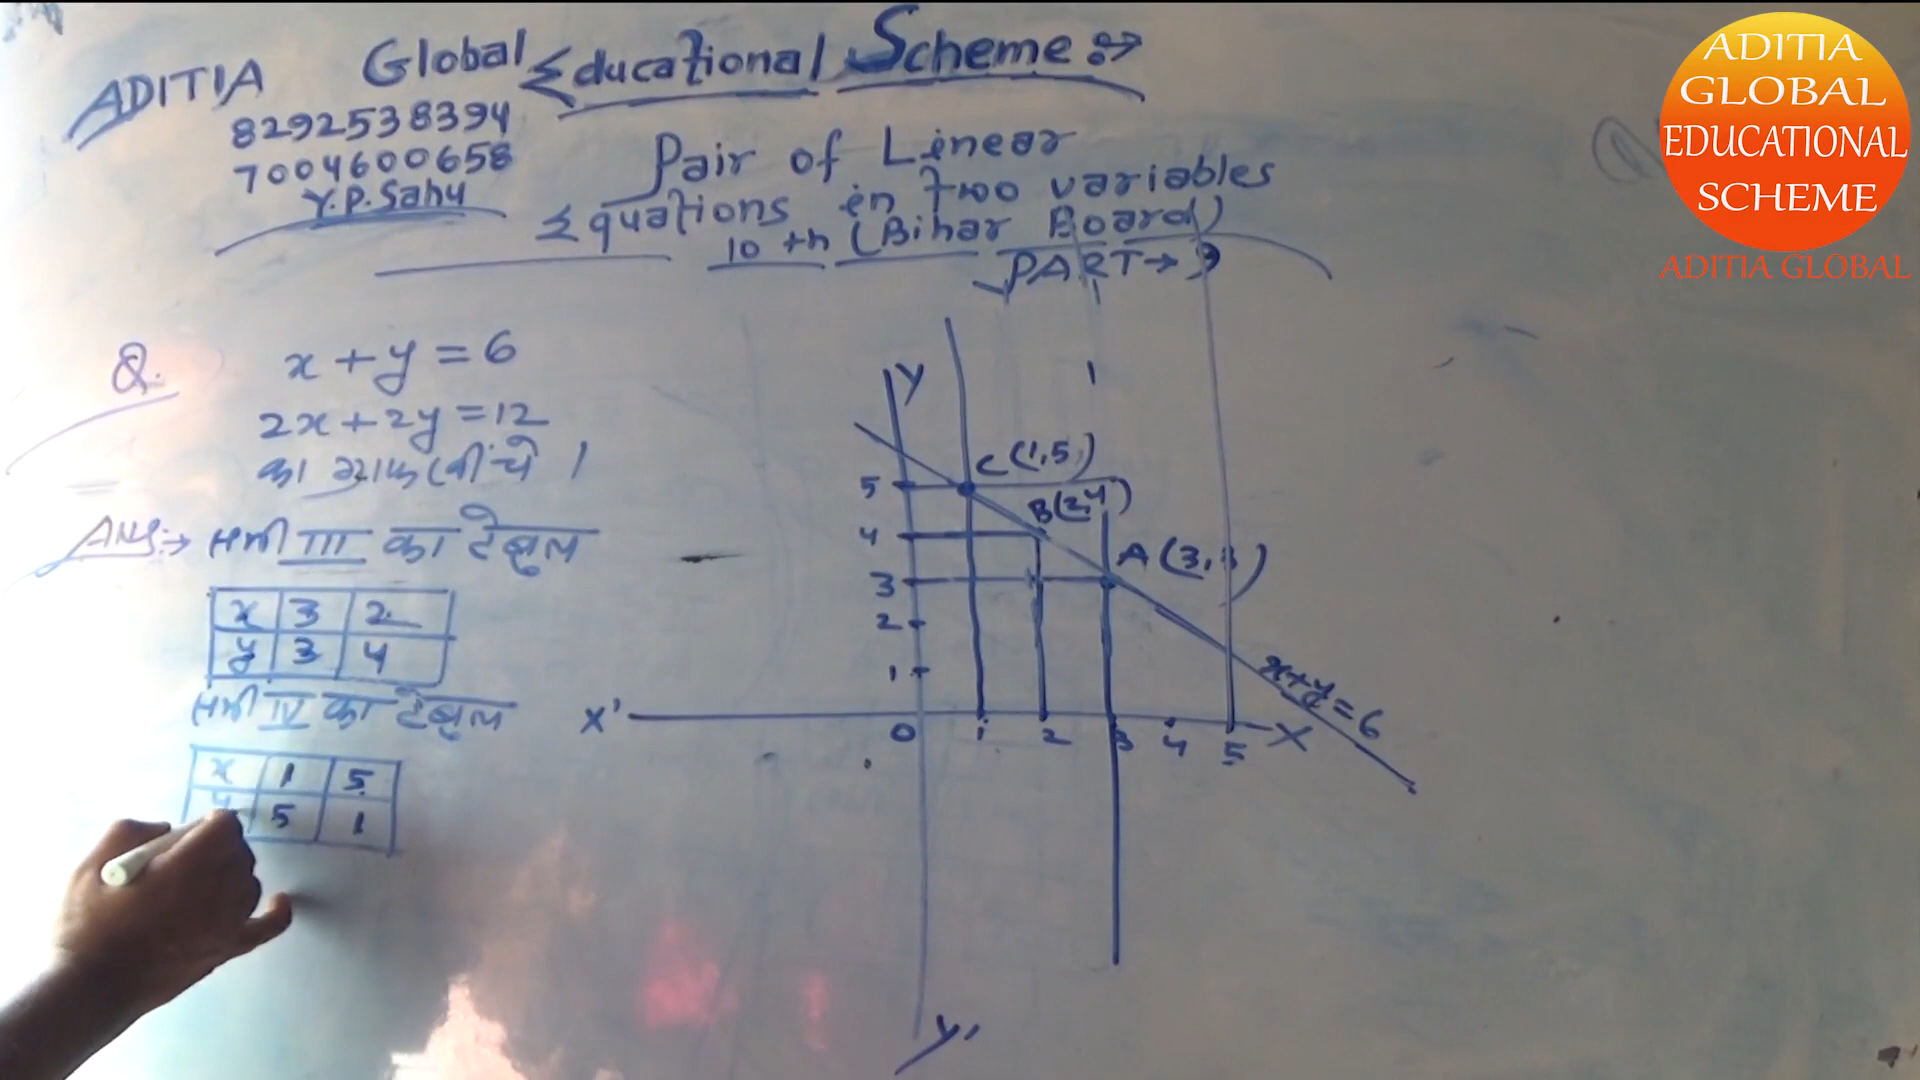 ADITIA Global Educational Scheme :→
8292538394
7004600658
Y.P. Sahu
Pair of Linear
Equations in two variables
10 th (Bihar Board)
PART → 3
ADITIA
GLOBAL
EDUCATIONAL
SCHEME
ADITIA GLOBAL
Q. x + y = 6
2x + 2y = 12
का ग्राफ खींचे ।
Ans :→ समी III का टेबुल
x 3 2
y 3 4
समी IV का टेबुल
x 1 5
y 5 1
Y
C (1,5)
5
B (2,4)
4
A (3,3)
3
2
1
x+y=6
X' 0 1 2 3 4 5 X
Y'